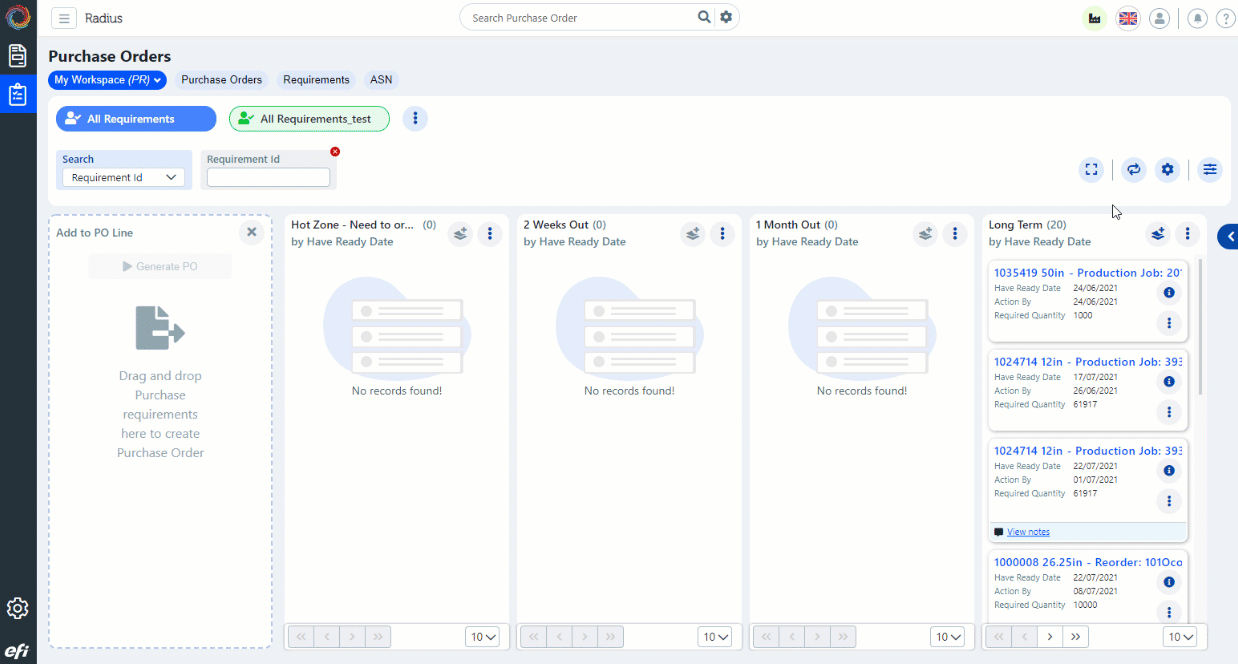 Radius
Search Purchase Order
Purchase Orders
My Workspace (PR)
Purchase Orders
Requirements
ASN
All Requirements
All Requirements_test
Search
Requirement Id
Requirement Id
Add to PO Line
Generate PO
Drag and drop
Purchase
requirements
here to create
Purchase Order
Hot Zone - Need to or... (0)
by Have Ready Date
No records found!
10
2 Weeks Out (0)
by Have Ready Date
No records found!
10
1 Month Out (0)
by Have Ready Date
No records found!
10
Long Term (20)
by Have Ready Date
1035419 50in - Production Job: 20
Have Ready Date 24/06/2021
Action By 24/06/2021
Required Quantity 1000
1024714 12in - Production Job: 393
Have Ready Date 17/07/2021
Action By 26/06/2021
Required Quantity 61917
1024714 12in - Production Job: 393
Have Ready Date 22/07/2021
Action By 01/07/2021
Required Quantity 61917
View notes
1000008 26.25in - Reorder: 101Oco
Have Ready Date 22/07/2021
Action By 08/07/2021
Required Quantity 10000
10
efi